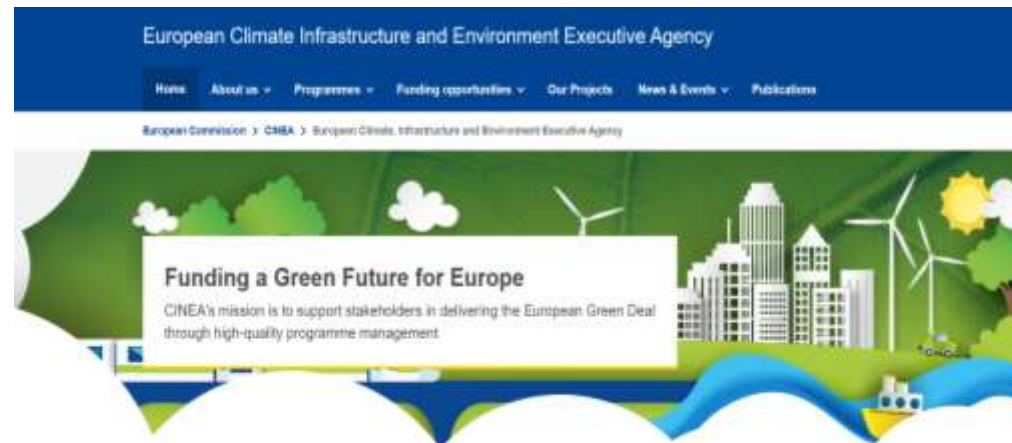 European Climate Infrastructure and Environment Executive Agency
Home About us Programmes Funding opportunities Our Projects News & Events Publications
European Commission > CINEA > European Climate, Infrastructure and Environment Executive Agency
Funding a Green Future for Europe
CINEA's mission is to support stakeholders in delivering the European Green Deal
through high-quality programme management